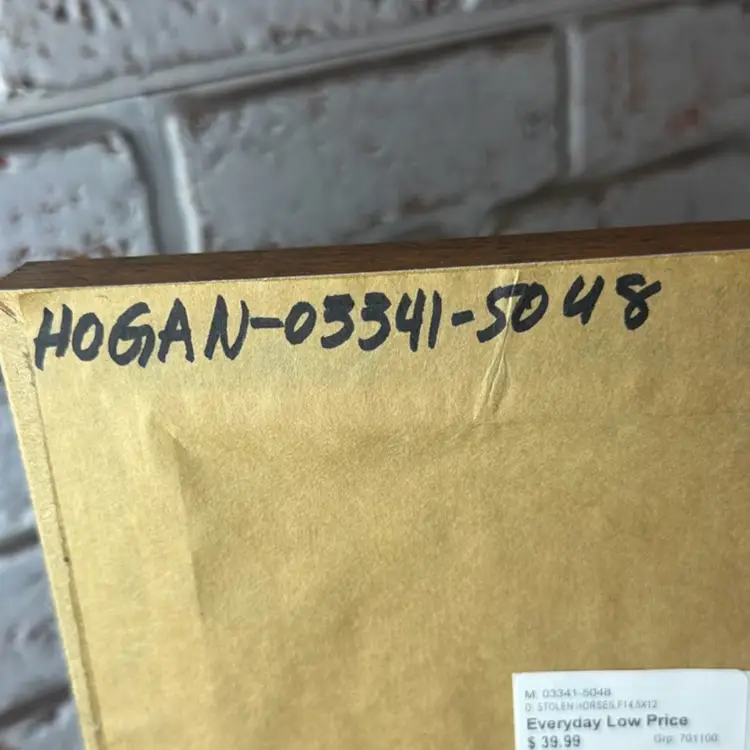 HOGAN-03341-5048
M: 03341-5048
D: STOLEN HORSES,F14.5X12
Everyday Low Price
$ 39.99 Grp: 701100